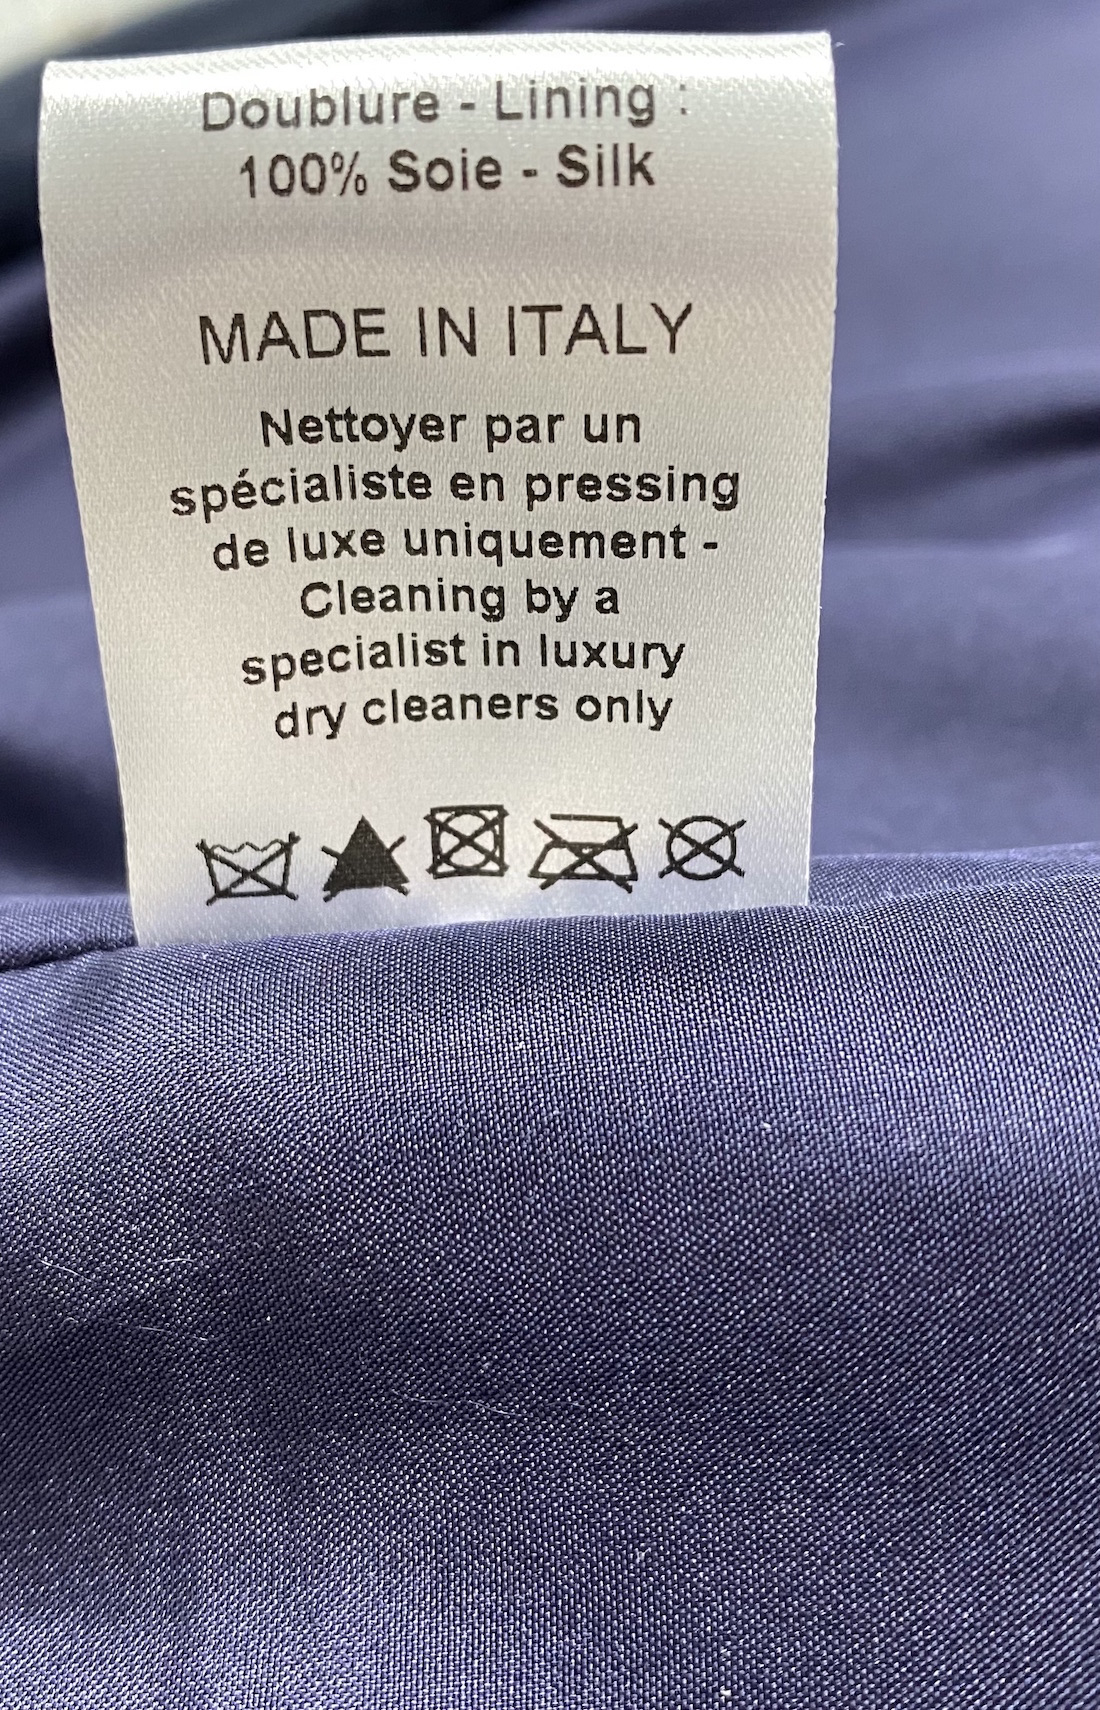 Doublure - Lining :
100% Soie - Silk
MADE IN ITALY
Nettoyer par un
spécialiste en pressing
de luxe uniquement -
Cleaning by a
specialist in luxury
dry cleaners only